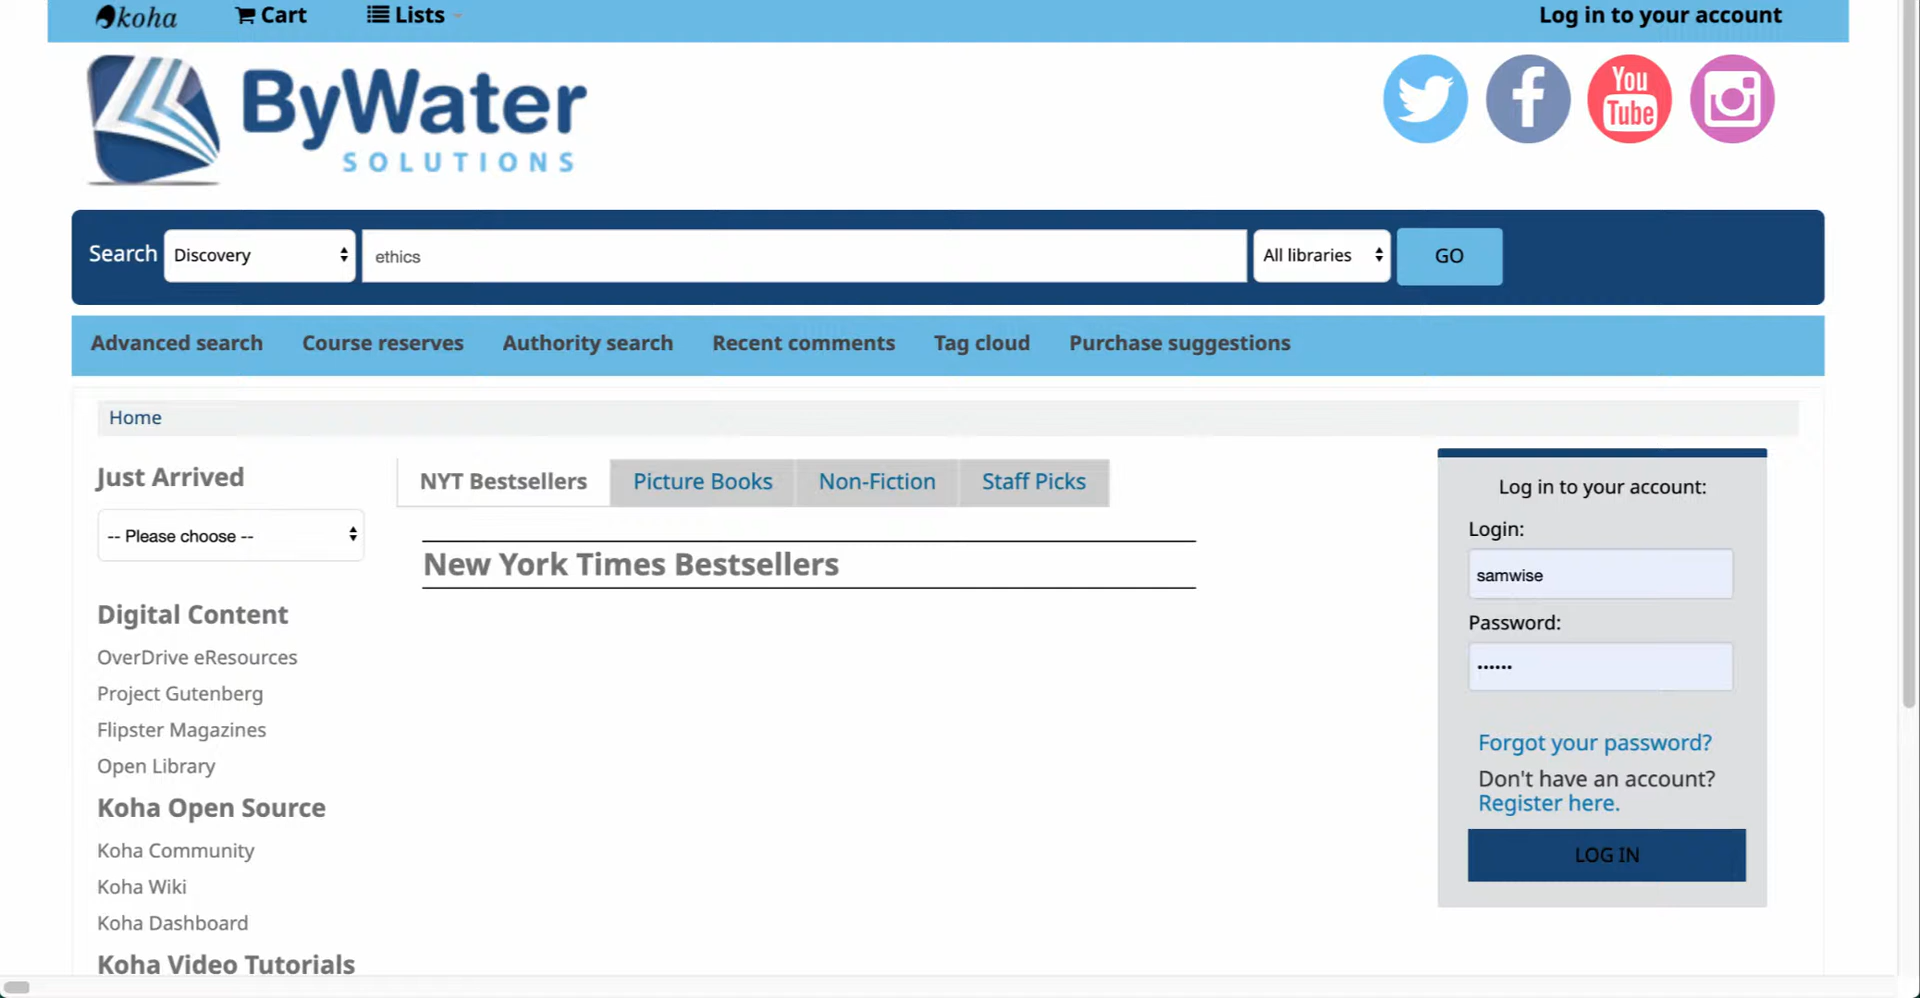 koha Cart Lists Log in to your account
ByWater
SOLUTIONS
You
Tube
Search Discovery ethics All libraries GO
Advanced search Course reserves Authority search Recent comments Tag cloud Purchase suggestions
Home
Just Arrived
-- Please choose --
Digital Content
OverDrive eResources
Project Gutenberg
Flipster Magazines
Open Library
Koha Open Source
Koha Community
Koha Wiki
Koha Dashboard
Koha Video Tutorials
NYT Bestsellers Picture Books Non-Fiction Staff Picks
New York Times Bestsellers
Log in to your account:
Login:
samwise
Password:
••••••
Forgot your password?
Don't have an account?
Register here.
LOG IN